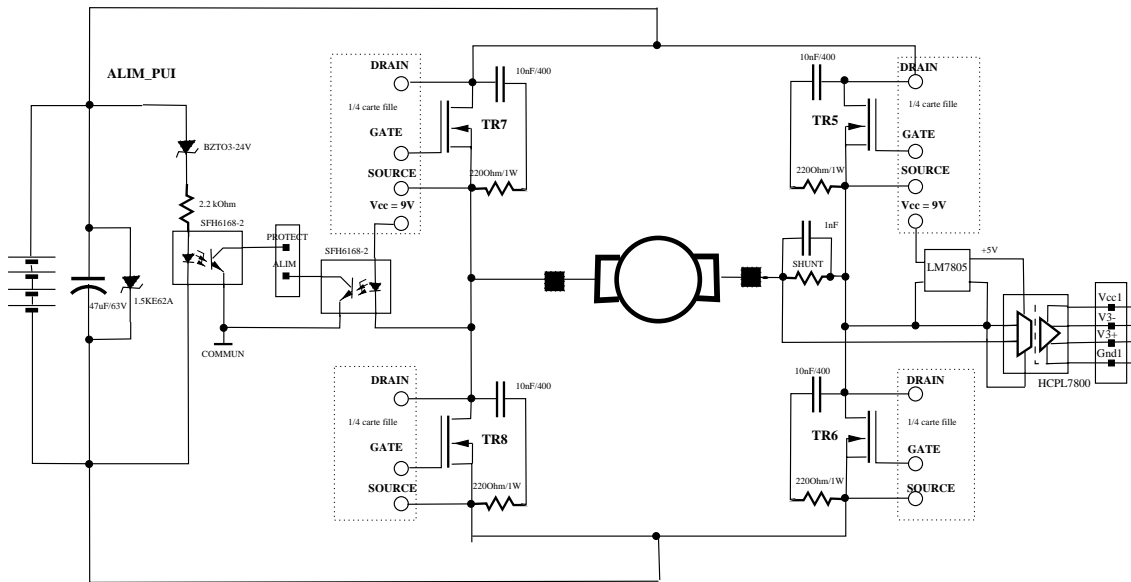 ALIM_PUI
BZTO3-24V
2.2 kOhm
SFH6168-2
PROTECT
ALIM
SFH6168-2
COMMUN
47uF/63V
1.5KE62A
DRAIN
1/4 carte fille
GATE
SOURCE
Vcc = 9V
10nF/400
TR7
220Ohm/1W
DRAIN
1/4 carte fille
GATE
SOURCE
10nF/400
TR8
220Ohm/1W
10nF/400
TR5
220Ohm/1W
DRAIN
1/4 carte fille
GATE
SOURCE
Vcc = 9V
1nF
SHUNT
LM7805
+5V
Vcc1
V3-
V3+
Gnd1
HCPL7800
10nF/400
TR6
220Ohm/1W
DRAIN
1/4 carte fille
GATE
SOURCE